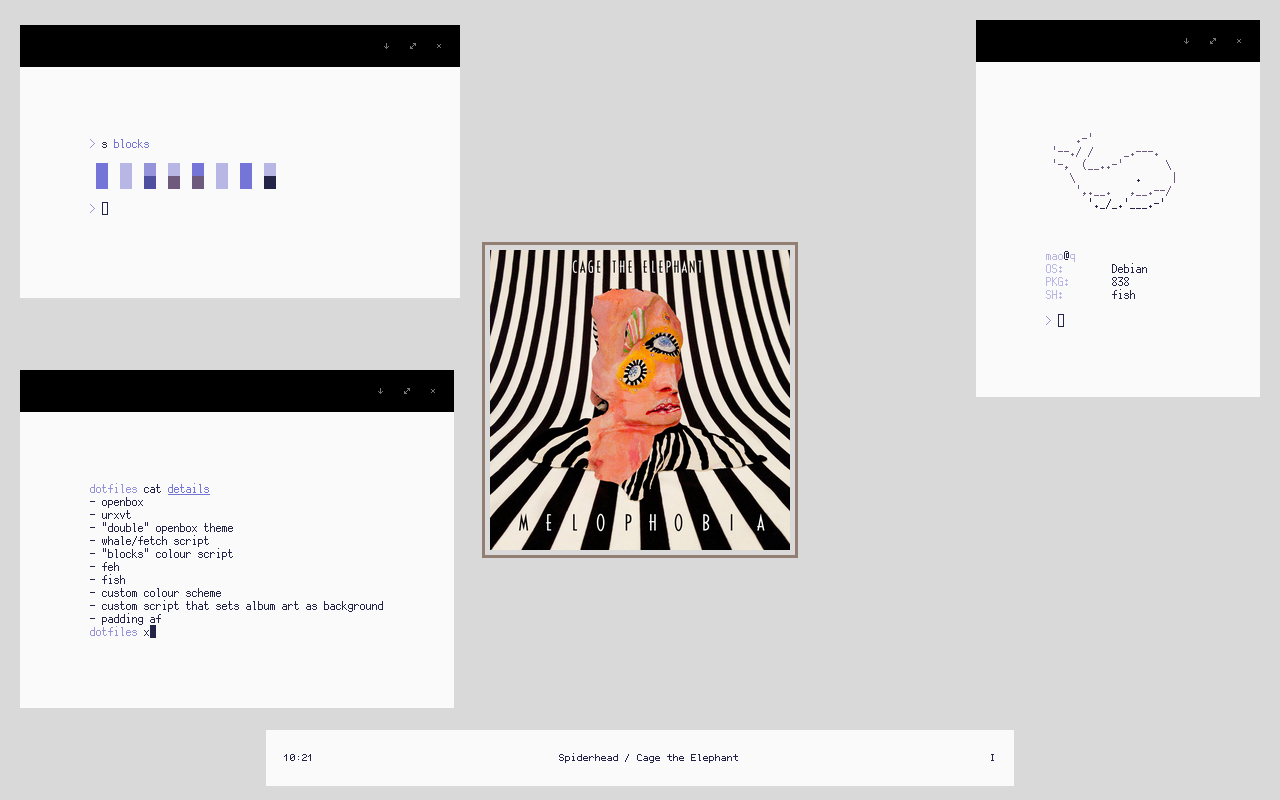 > s blocks
>
dotfiles cat details
- openbox
- urxvt
- "double" openbox theme
- whale/fetch script
- "blocks" colour script
- feh
- fish
- custom colour scheme
- custom script that sets album art as background
- padding af
dotfiles x
CAGE THE ELEPHANT
MELOPHOBIA
mao@q
OS: Debian
PKG: 838
SH: fish
>
10:21 Spiderhead / Cage the Elephant I